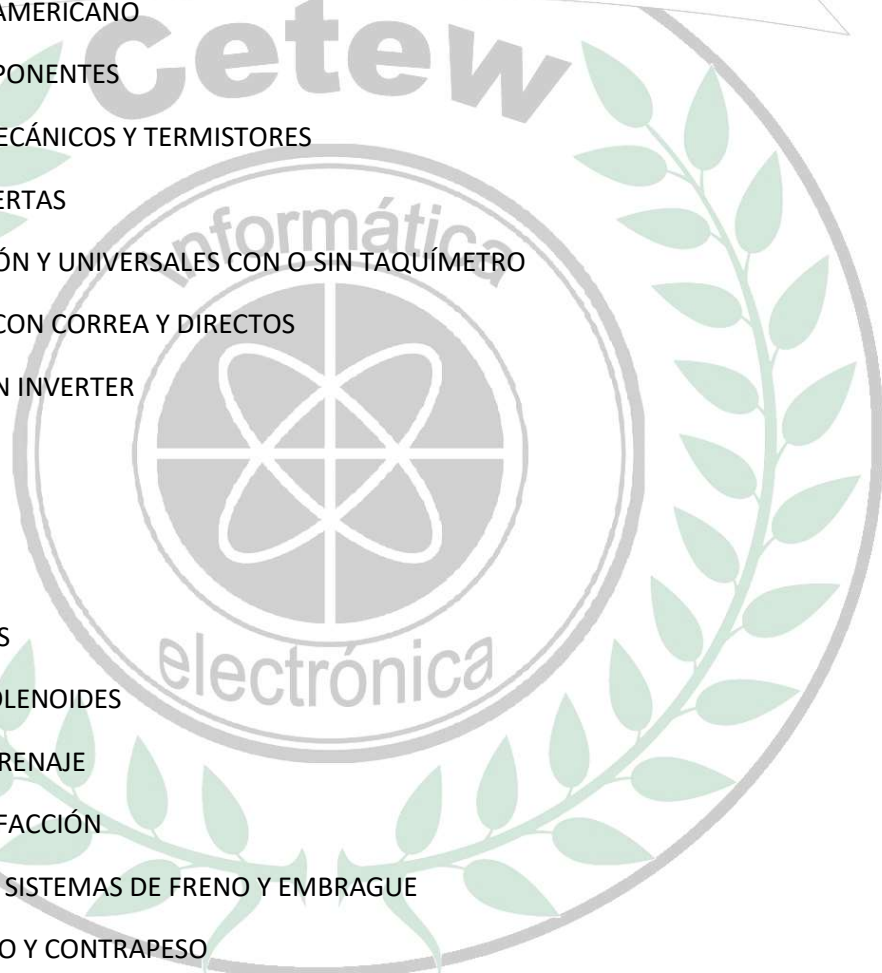 AMERICANO
Cetew
PONENTES
ECÁNICOS Y TERMISTORES
ERTAS
informática
ÓN Y UNIVERSALES CON O SIN TAQUÍMETRO
CON CORREA Y DIRECTOS
N INVERTER
S
electrónica
OLENOIDES
RENAJE
FACCIÓN
SISTEMAS DE FRENO Y EMBRAGUE
O Y CONTRAPESO